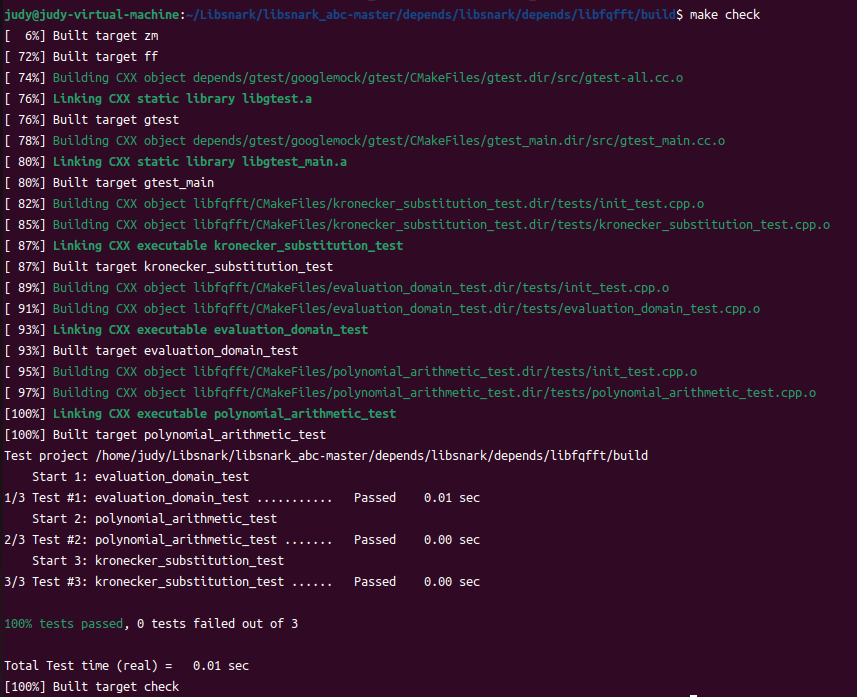 judy@judy-virtual-machine:~/Libsnark/libsnark_abc-master/depends/libsnark/depends/libfqfft/build$ make check
[  6%] Built target zm
[ 72%] Built target ff
[ 74%] Building CXX object depends/gtest/googlemock/gtest/CMakeFiles/gtest.dir/src/gtest-all.cc.o
[ 76%] Linking CXX static library libgtest.a
[ 76%] Built target gtest
[ 78%] Building CXX object depends/gtest/googlemock/gtest/CMakeFiles/gtest_main.dir/src/gtest_main.cc.o
[ 80%] Linking CXX static library libgtest_main.a
[ 80%] Built target gtest_main
[ 82%] Building CXX object libfqfft/CMakeFiles/kronecker_substitution_test.dir/tests/init_test.cpp.o
[ 85%] Building CXX object libfqfft/CMakeFiles/kronecker_substitution_test.dir/tests/kronecker_substitution_test.cpp.o
[ 87%] Linking CXX executable kronecker_substitution_test
[ 87%] Built target kronecker_substitution_test
[ 89%] Building CXX object libfqfft/CMakeFiles/evaluation_domain_test.dir/tests/init_test.cpp.o
[ 91%] Building CXX object libfqfft/CMakeFiles/evaluation_domain_test.dir/tests/evaluation_domain_test.cpp.o
[ 93%] Linking CXX executable evaluation_domain_test
[ 93%] Built target evaluation_domain_test
[ 95%] Building CXX object libfqfft/CMakeFiles/polynomial_arithmetic_test.dir/tests/init_test.cpp.o
[ 97%] Building CXX object libfqfft/CMakeFiles/polynomial_arithmetic_test.dir/tests/polynomial_arithmetic_test.cpp.o
[100%] Linking CXX executable polynomial_arithmetic_test
[100%] Built target polynomial_arithmetic_test
Test project /home/judy/Libsnark/libsnark_abc-master/depends/libsnark/depends/libfqfft/build
    Start 1: evaluation_domain_test
1/3 Test #1: evaluation_domain_test ...........   Passed    0.01 sec
    Start 2: polynomial_arithmetic_test
2/3 Test #2: polynomial_arithmetic_test .......   Passed    0.00 sec
    Start 3: kronecker_substitution_test
3/3 Test #3: kronecker_substitution_test ......   Passed    0.00 sec
100% tests passed, 0 tests failed out of 3
Total Test time (real) =   0.01 sec
[100%] Built target check